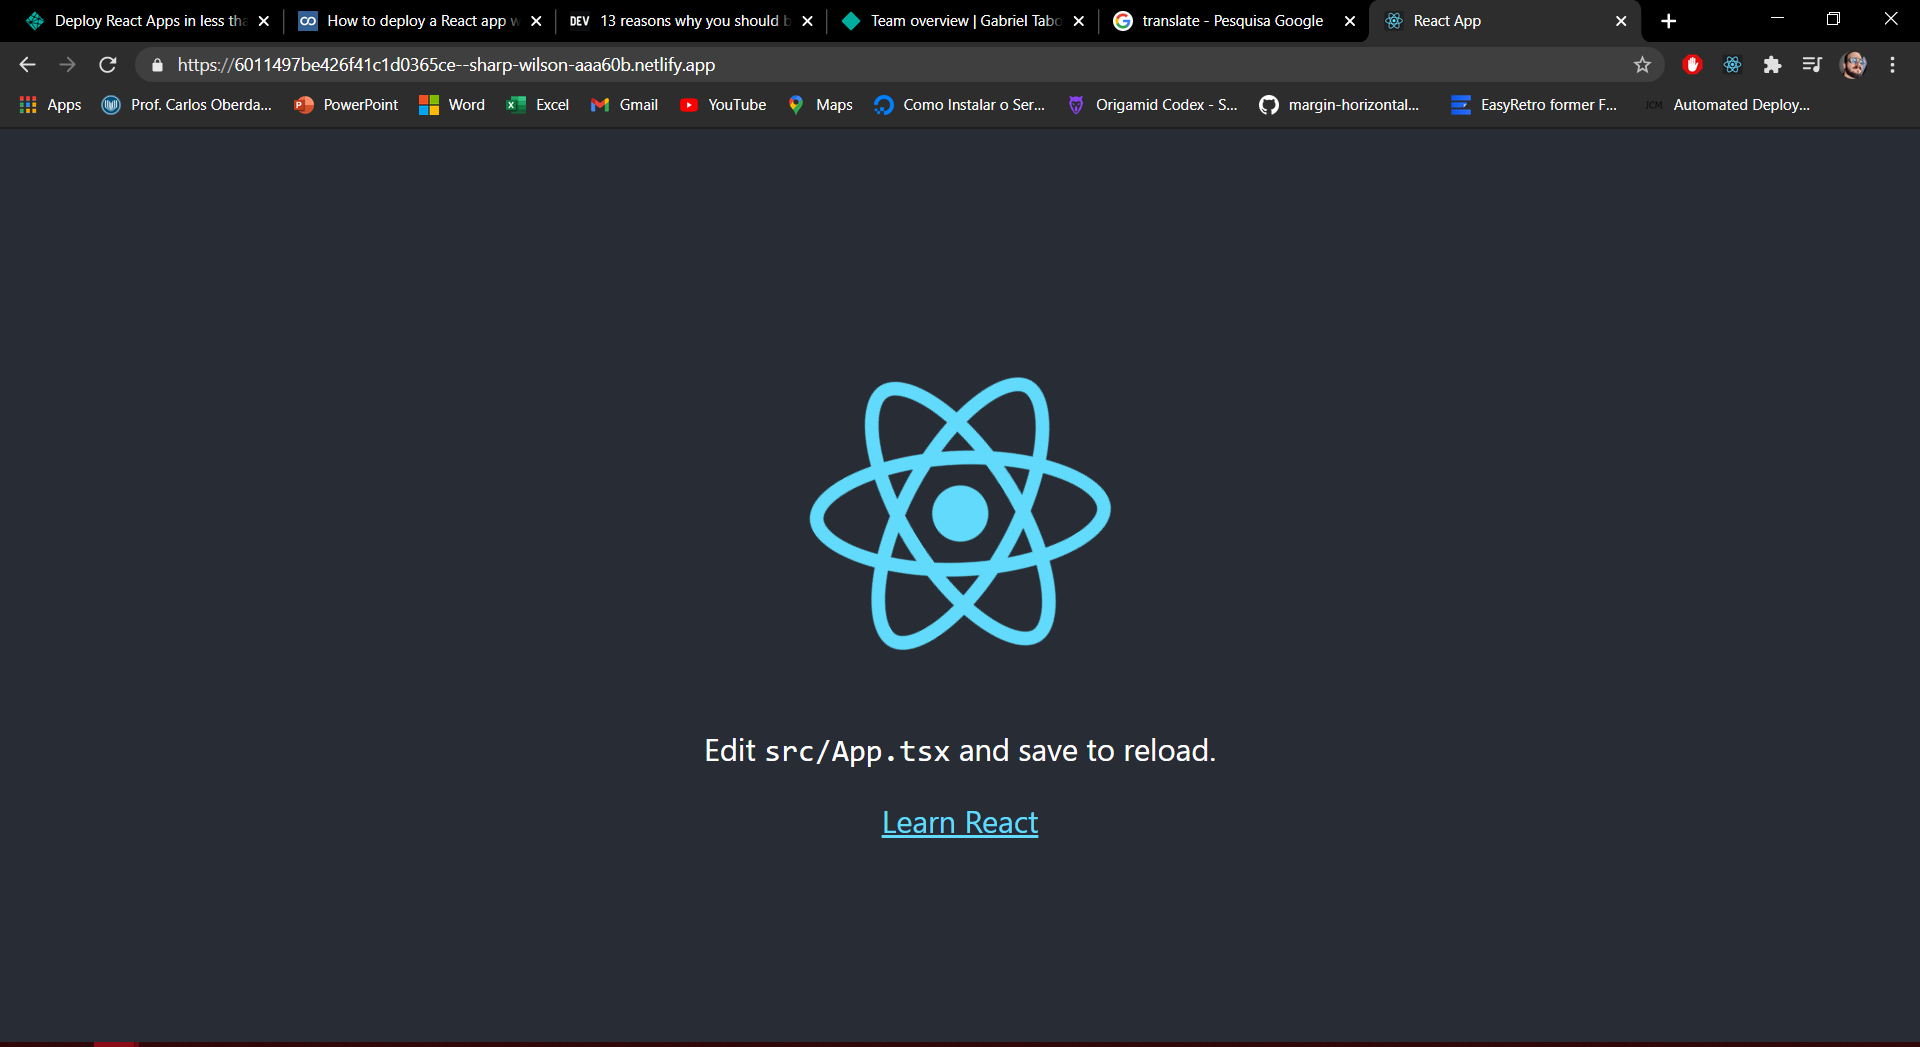 Deploy React Apps in less tha
How to deploy a React app w
DEV 13 reasons why you should b
Team overview | Gabriel Tabo
translate - Pesquisa Google
React App
https://6011497be426f41c1d0365ce--sharp-wilson-aaa60b.netlify.app
Apps
Prof. Carlos Oberda...
PowerPoint
Word
Excel
Gmail
YouTube
Maps
Como Instalar o Ser...
Origamid Codex - S...
margin-horizontal...
EasyRetro former F...
JCM Automated Deploy...
Edit src/App.tsx and save to reload.
Learn React